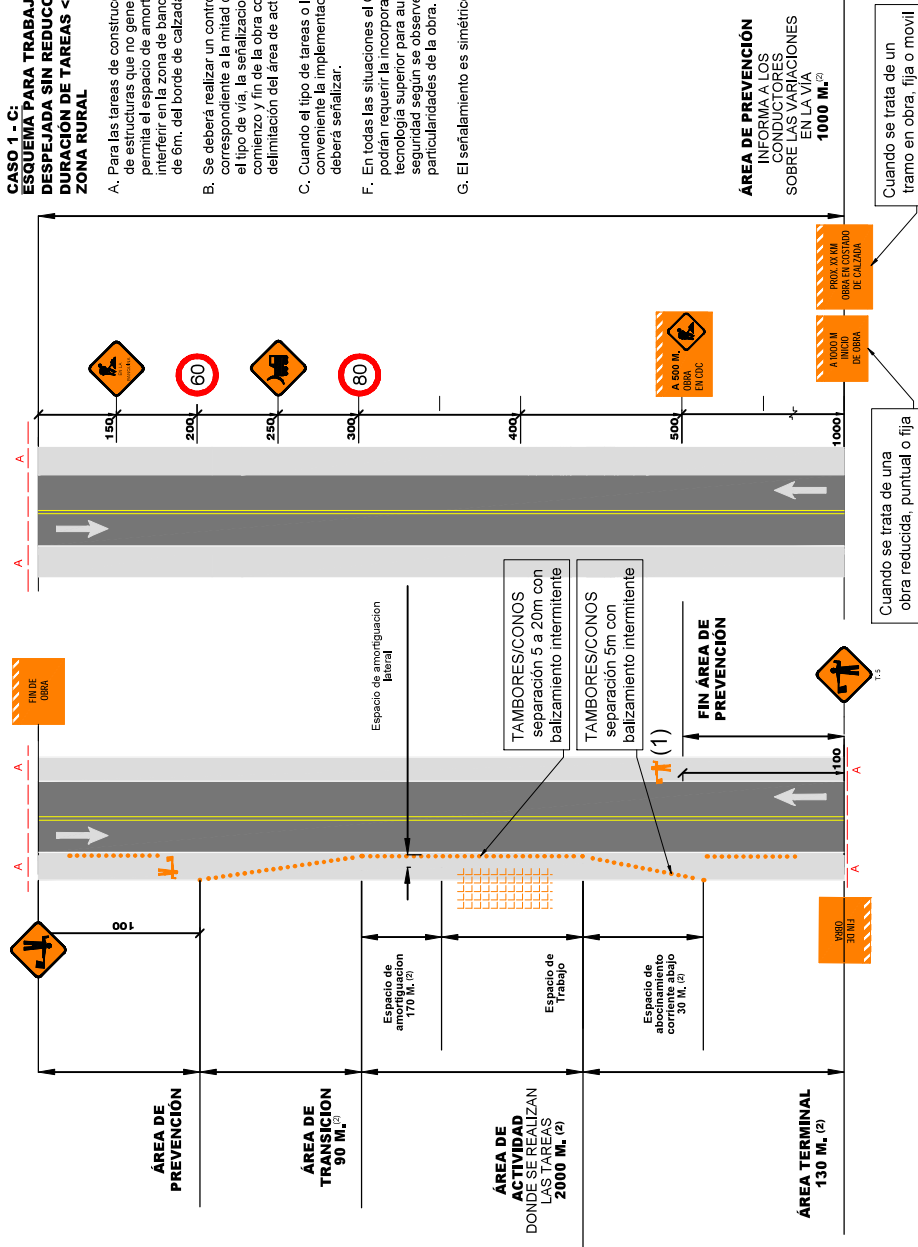 CASO 1 - C:
ESQUEMA PARA TRABAJ
DESPEJADA SIN REDUCC
DURACIÓN DE TAREAS <
ZONA RURAL
A. Para las tareas de construcc
de estructuras que no gene
permita el espacio de amort
interferir en la zona de banq
de 6m. del borde de calzada
B. Se deberá realizar un contro
correspondiente a la mitad d
el tipo de vía, la señalizacio
comienzo y fin de la obra co
delimitación del área de act
C. Cuando el tipo de tareas o l
conveniente la implementac
deberá señalizar.
F. En todas las situaciones el
podrán requerir la incorpora
tecnología superior para au
seguridad según se observe
particularidades de la obra.
G. El señalamiento es simétrico
ÁREA DE PREVENCIÓN
INFORMA A LOS
CONDUCTORES
SOBRE LAS VARIACIONES
EN LA VÍA
1000 M.(2)
Cuando se trata de un
tramo en obra, fijo o movil
150
200
250
300
400
500
1000
60
80
A 500 M.
OBRA
EN CDC
PROX. XX KM
OBRA EN COSTADO
DE CALZADA
A 1000 M
INICIO
DE OBRA
Cuando se trata de una
obra reducida, puntual o fija
A
A
FIN DE
OBRA
Espacio de amortiguacion
lateral
TAMBORES/CONOS
separación 5 a 20m con
balizamiento intermitente
TAMBORES/CONOS
separación 5m con
balizamiento intermitente
FIN ÁREA DE
PREVENCIÓN
(1)
100
T. 5
A
A
A
A
100
Espacio de
amortiguacion
170 M. (2)
Espacio de
Trabajo
Espacio de
abocinamiento
corriente abajo
30 M. (2)
FIN DE
OBRA
ÁREA DE
PREVENCIÓN
ÁREA DE
TRANSICION
90 M.(2)
ÁREA DE
ACTIVIDAD
DONDE SE REALIZAN
LAS TAREAS
2000 M. (2)
ÁREA TERMINAL
130 M. (2)